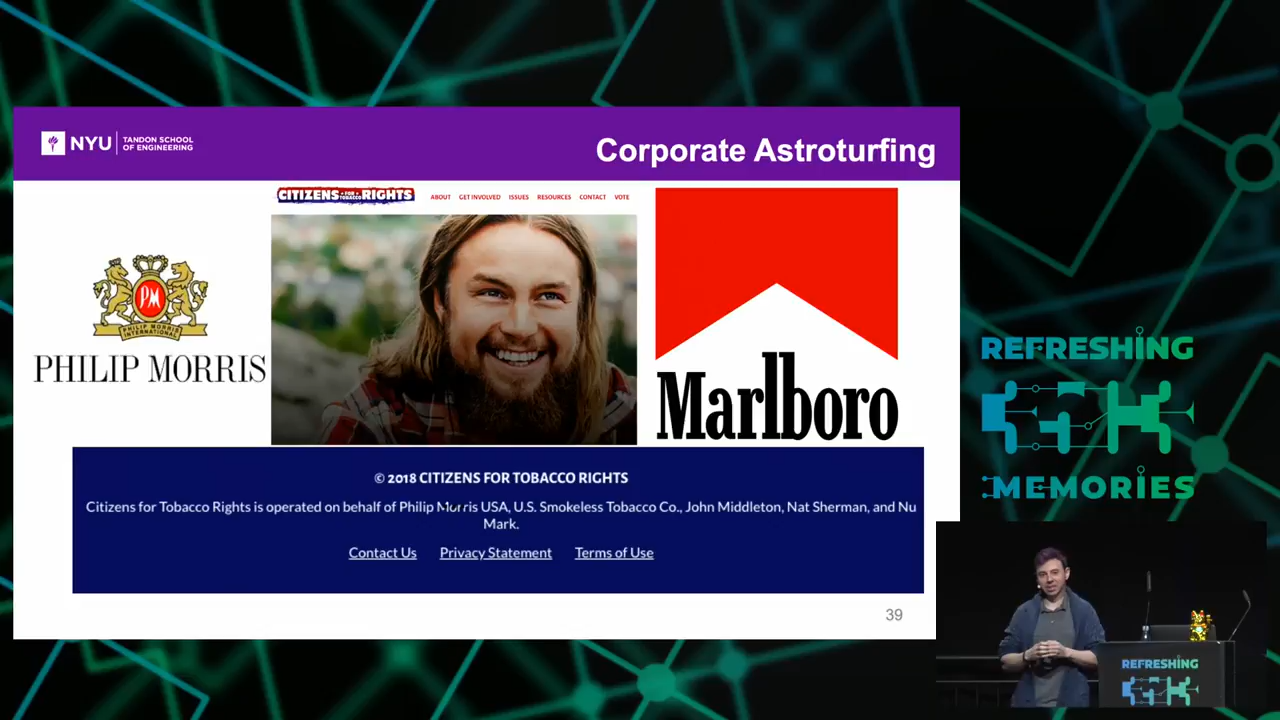 NYU
TANDON SCHOOL
OF ENGINEERING
Corporate Astroturfing
CITIZENS FOR TOBACCO RIGHTS
ABOUT GET INVOLVED ISSUES RESOURCES CONTACT VOTE
PM
PHILIP MORRIS
INTERNATIONAL
PHILIP MORRIS
Marlboro
© 2018 CITIZENS FOR TOBACCO RIGHTS
Citizens for Tobacco Rights is operated on behalf of Philip Morris USA, U.S. Smokeless Tobacco Co., John Middleton, Nat Sherman, and Nu
Mark.
Contact Us Privacy Statement Terms of Use
39
REFRESHING
MEMORIES
REFRESHING